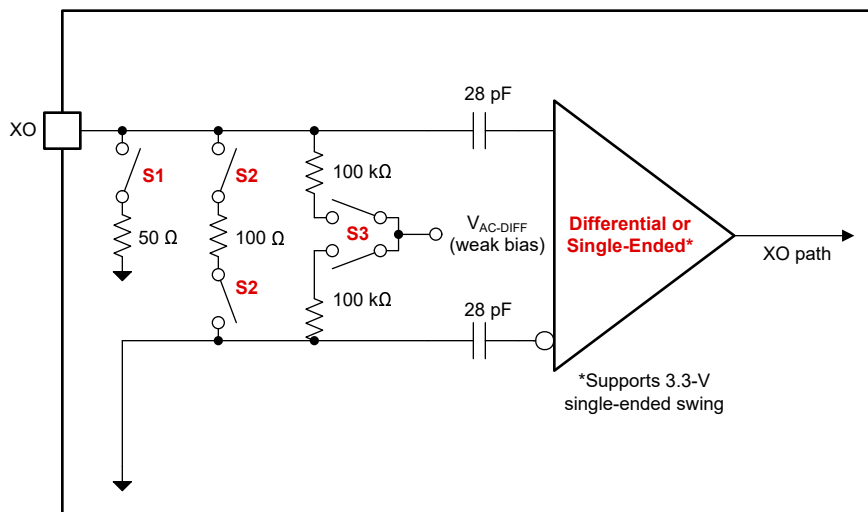 28 pF
XO
S1
S2
100 kΩ
50 Ω
100 Ω
S3
V_AC-DIFF
(weak bias)
Differential or
Single-Ended*
XO path
S2
100 kΩ
28 pF
*Supports 3.3-V
single-ended swing